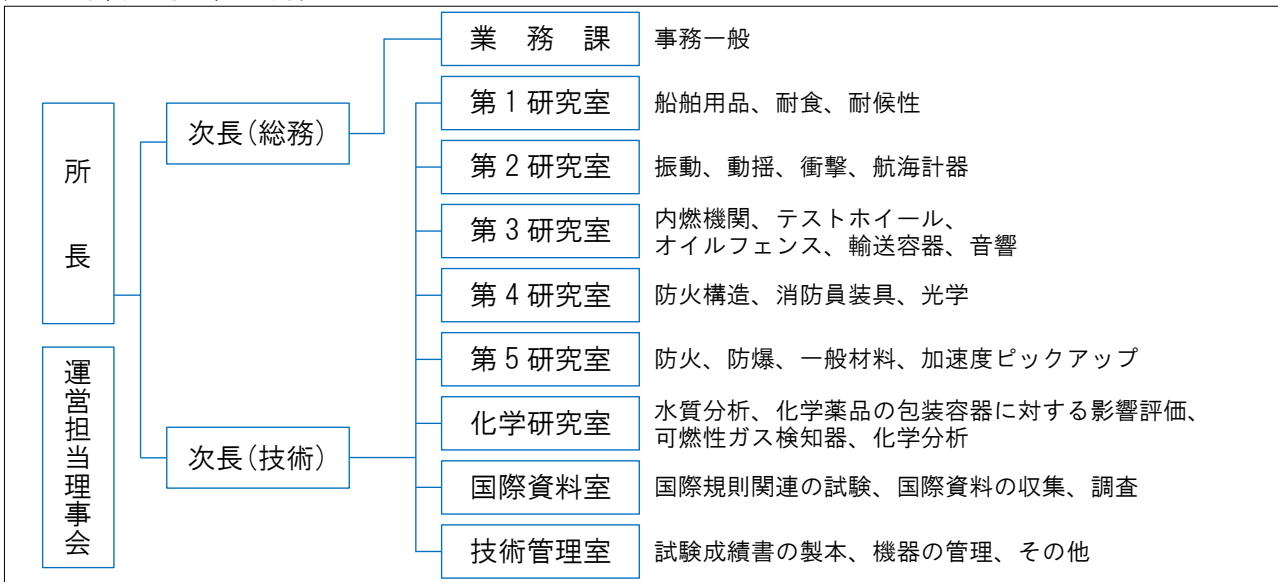 所長
運営担当理事会
次長(総務)
次長(技術)
業務課 事務一般
第1研究室 船舶用品、耐食、耐候性
第2研究室 振動、動揺、衝撃、航海計器
第3研究室 内燃機関、テストホイール、
オイルフェンス、輸送容器、音響
第4研究室 防火構造、消防員装具、光学
第5研究室 防火、防爆、一般材料、加速度ピックアップ
化学研究室 水質分析、化学薬品の包装容器に対する影響評価、
可燃性ガス検知器、化学分析
国際資料室 国際規則関連の試験、国際資料の収集、調査
技術管理室 試験成績書の製本、機器の管理、その他